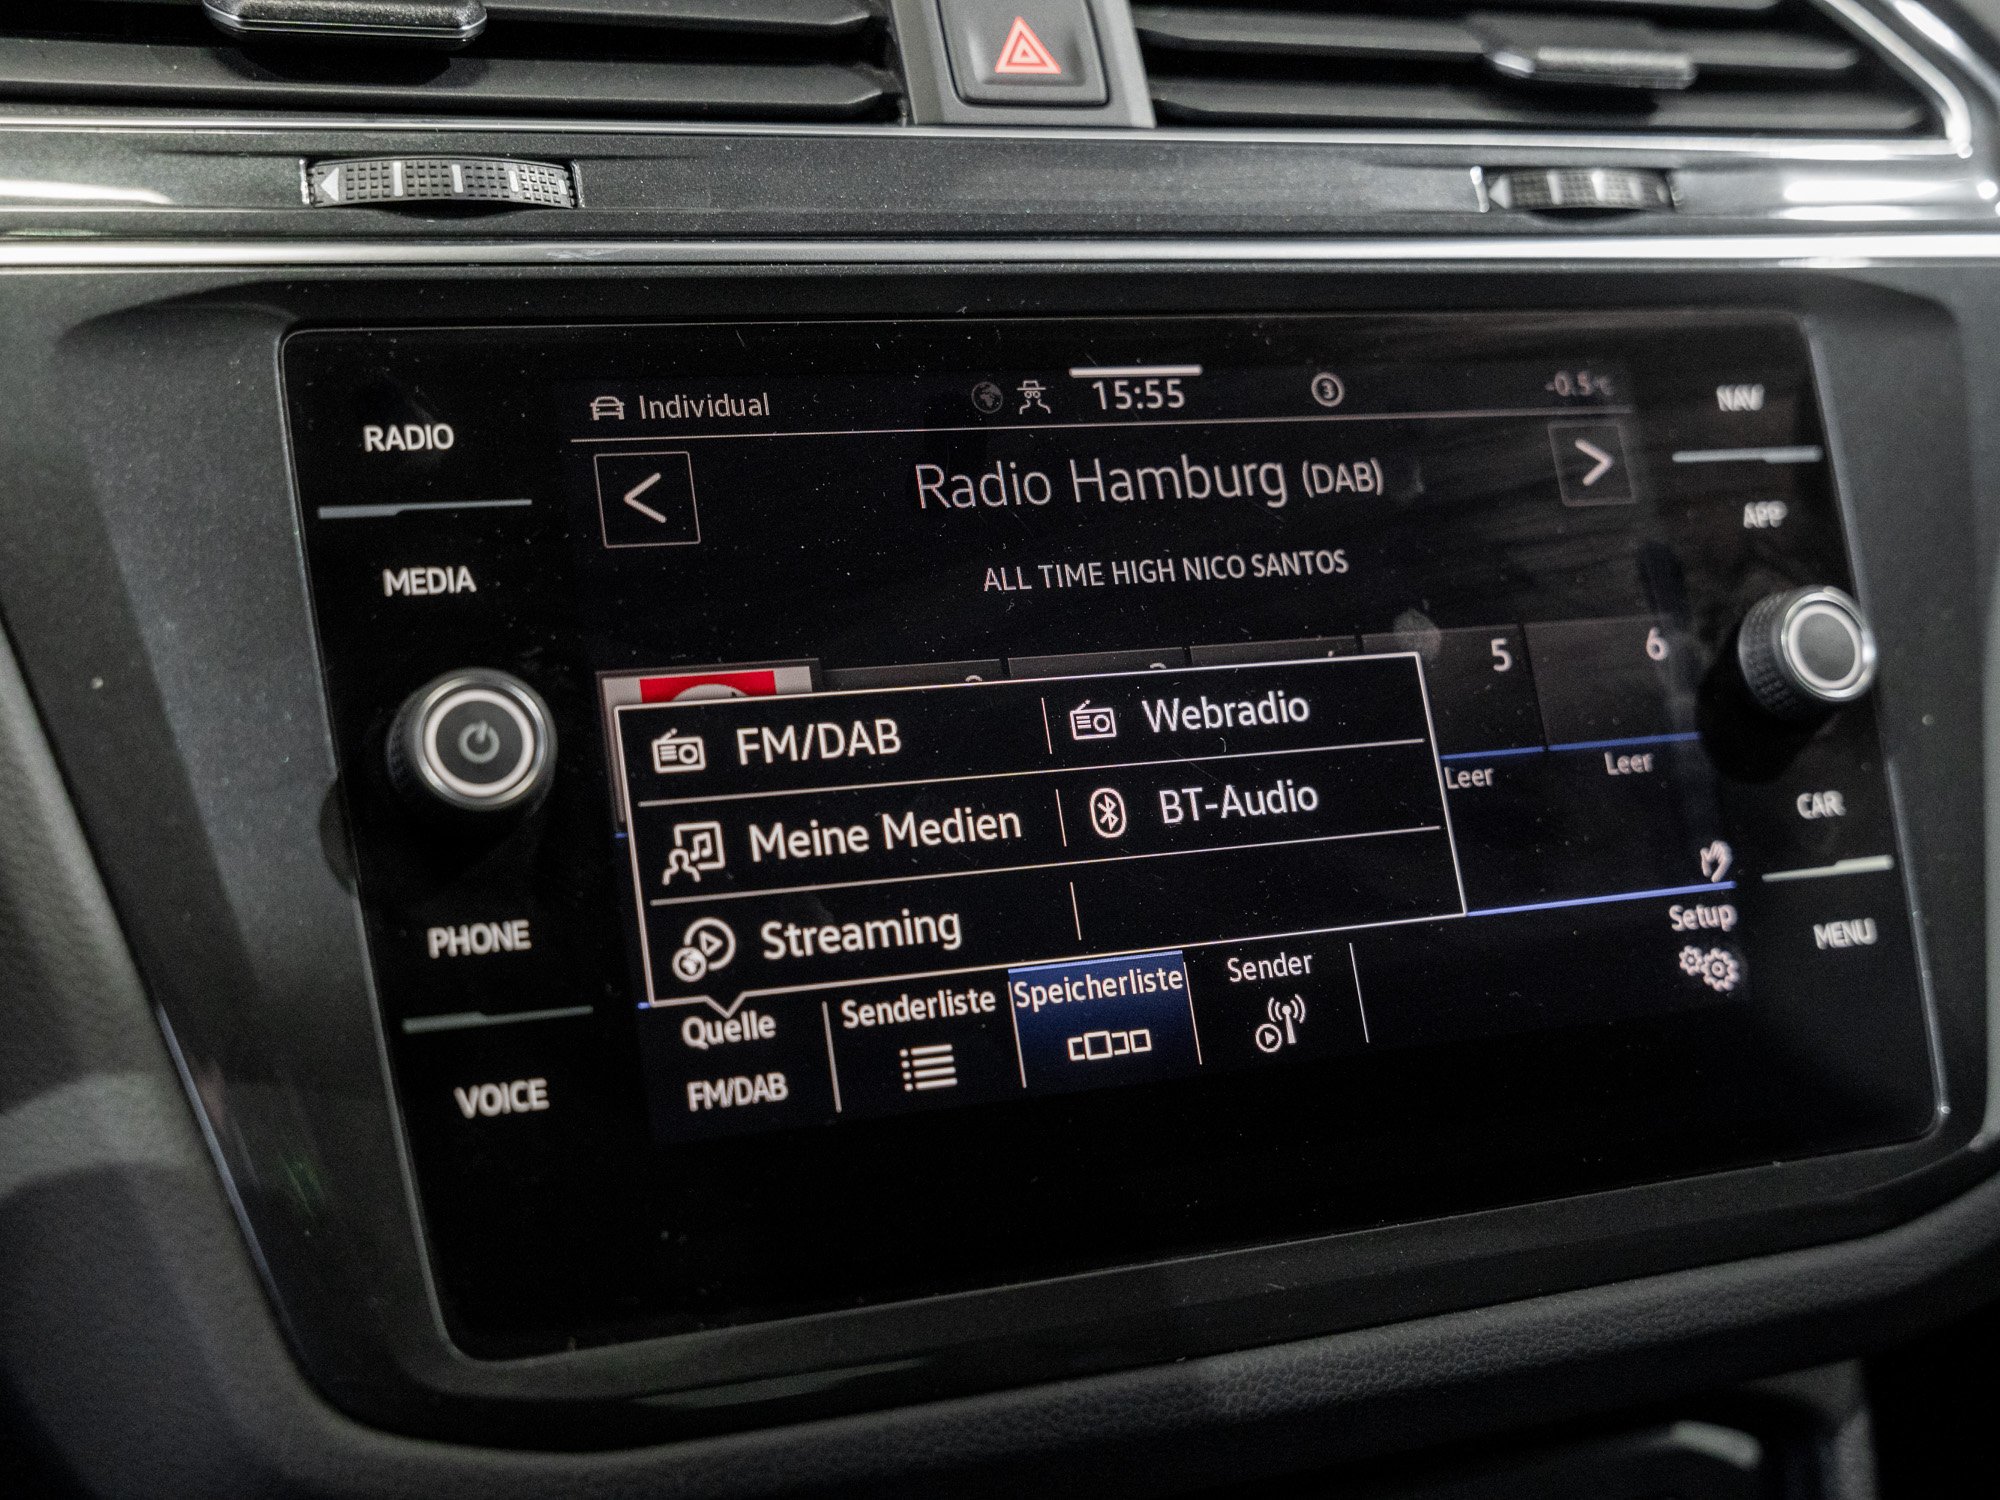 Individual 15:55 3 -0.5°C
RADIO
NAV
Radio Hamburg (DAB)
APP
MEDIA
ALL TIME HIGH NICO SANTOS
5 6
FM/DAB Webradio
Leer Leer
Meine Medien BT-Audio
CAR
Streaming
PHONE
Setup
MENU
Quelle Senderliste Speicherliste Sender
FM/DAB
VOICE